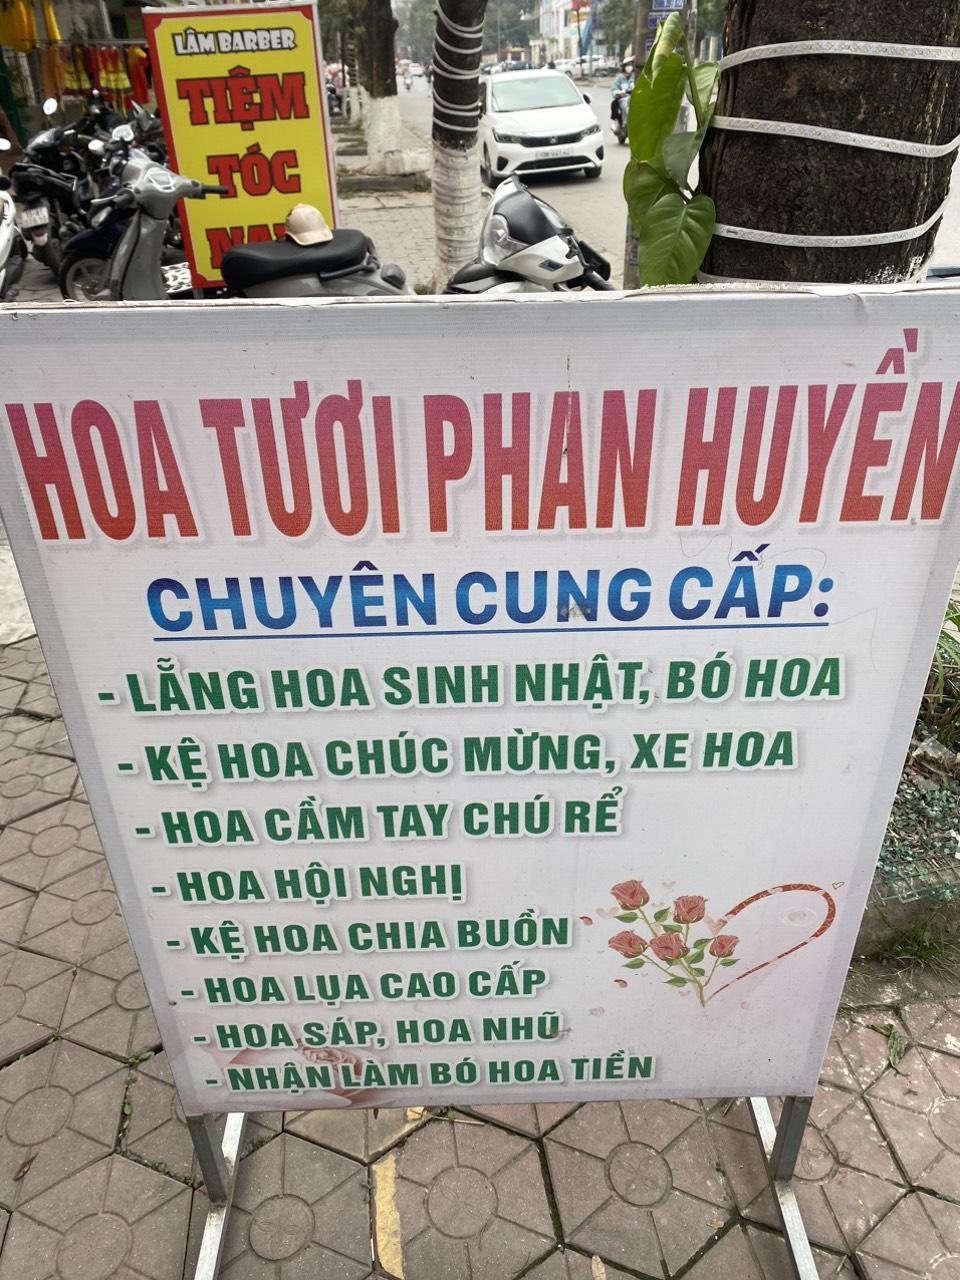 LÂM BARBER
TIỆM
TÓC
NAM
HOA TƯƠI PHAN HUYỀN
CHUYÊN CUNG CẤP:
- LẴNG HOA SINH NHẬT, BÓ HOA
- KỆ HOA CHÚC MỪNG, XE HOA
- HOA CẦM TAY CHÚ RỂ
- HOA HỘI NGHỊ
- KỆ HOA CHIA BUỒN
- HOA LỤA CAO CẤP
- HOA SÁP, HOA NHŨ
- NHẬN LÀM BÓ HOA TIỀN